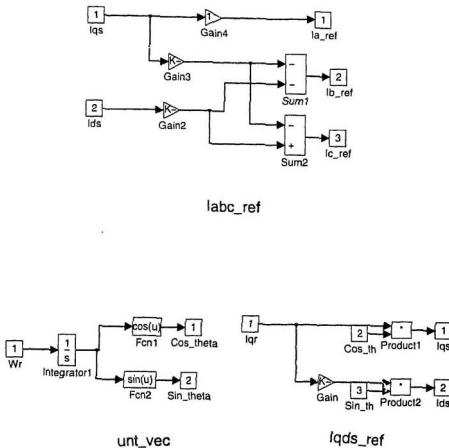 1
Iqs
1
Gain4
1
Ia_ref
K-
Gain3
2
Ids
K-
Gain2
−
−
Sum1
2
Ib_ref
−
+
Sum2
3
Ic_ref
Iabc_ref
1
Wr
1
s
Integrator1
cos(u)
Fcn1
1
Cos_theta
sin(u)
Fcn2
2
Sin_theta
unt_vec
1
Iqr
2
Cos_th
*
Product1
1
Iqs
K-
Gain
3
Sin_th
*
Product2
2
Ids
Iqds_ref